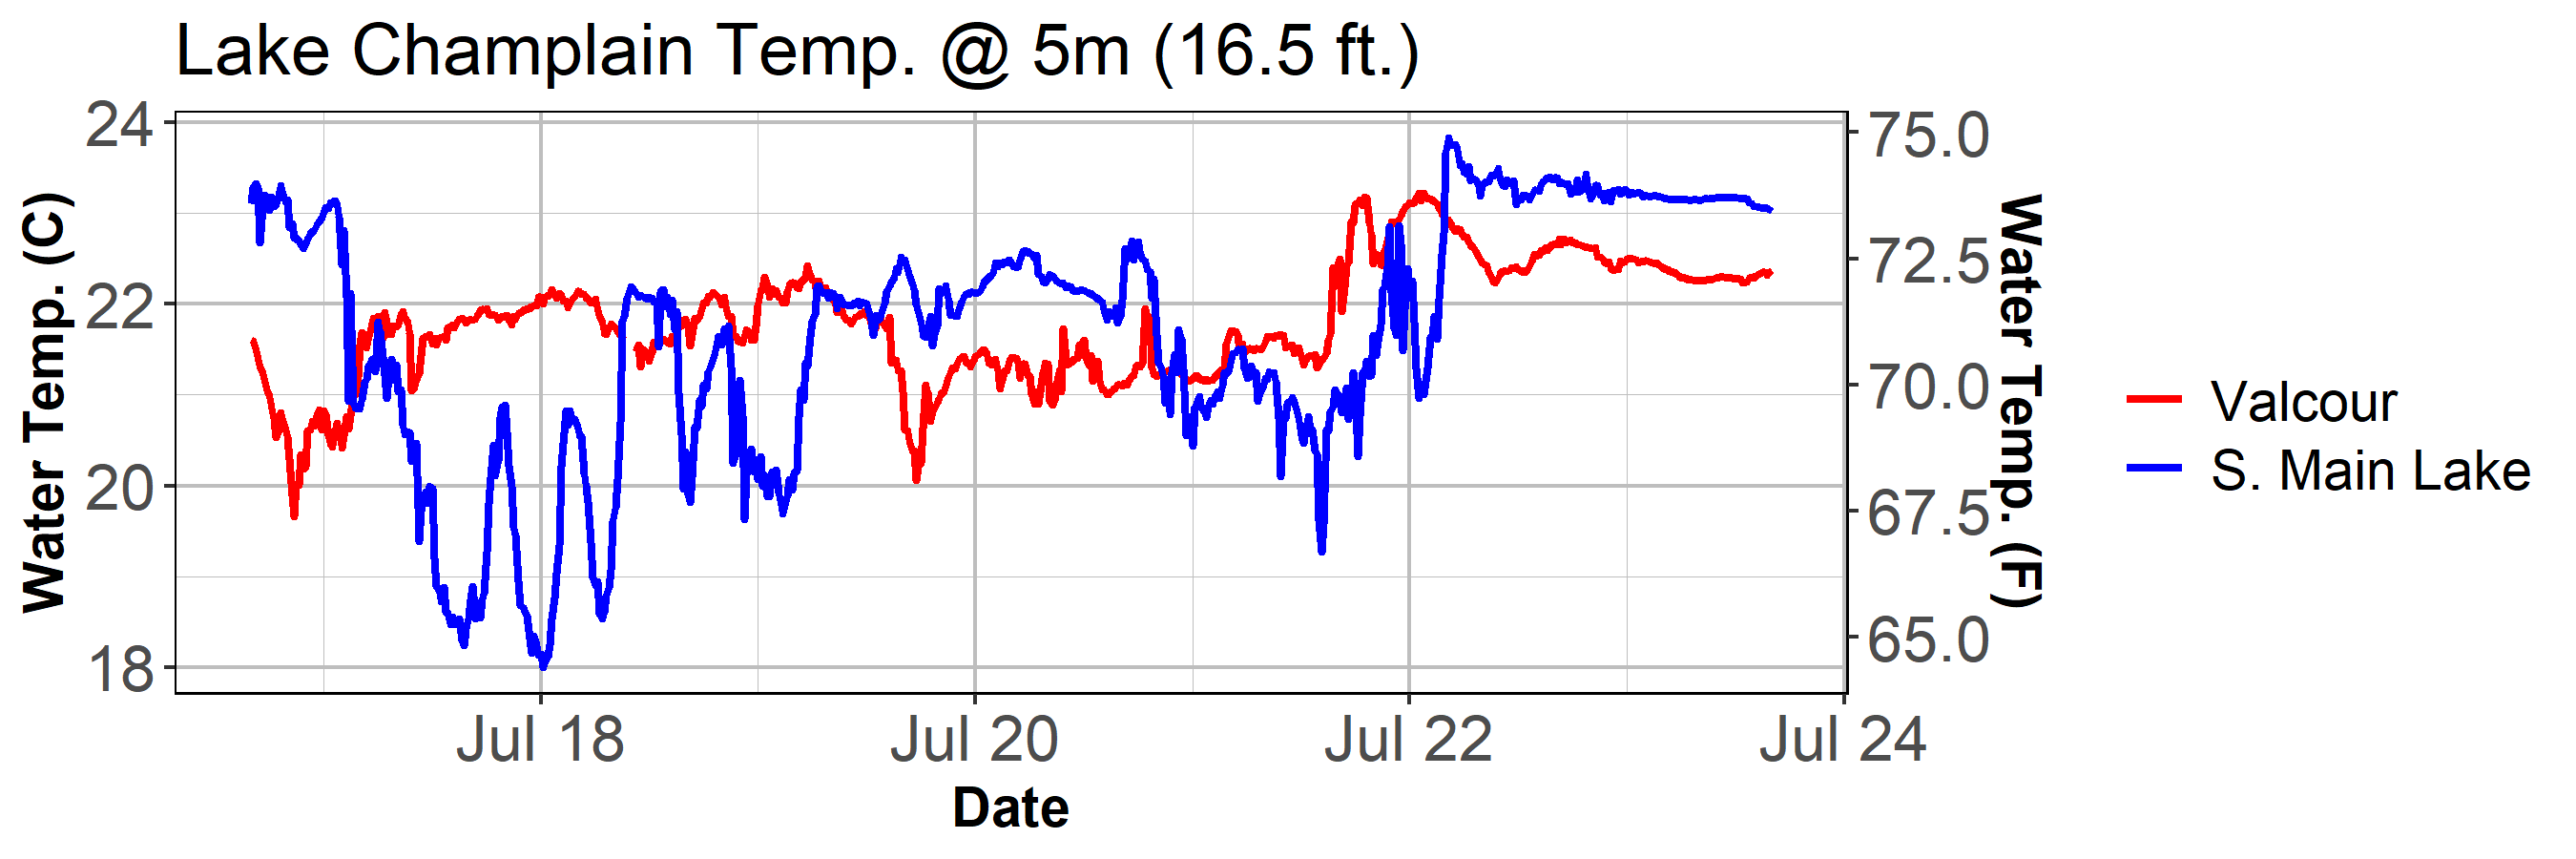 Lake Champlain Temp. @ 5m (16.5 ft.)
Water Temp. (C)
24
22
20
18
75.0
72.5
70.0
67.5
65.0
Water Temp. (F)
Jul 18
Jul 20
Jul 22
Jul 24
Date
Valcour
S. Main Lake